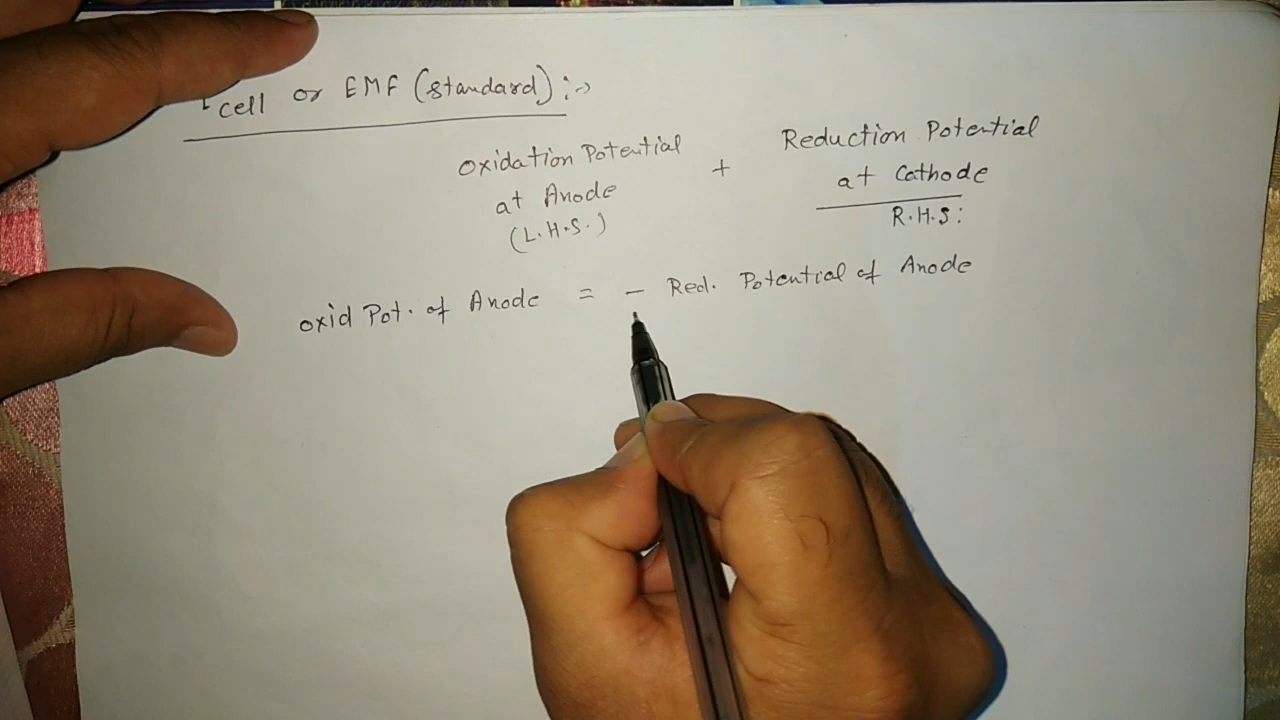 cell or EMF (standard) :->
Oxidation Potential + Reduction Potential
at Anode at Cathode
(L.H.S.) R.H.S:
oxid Pot. of Anode = - Red. Potential of Anode